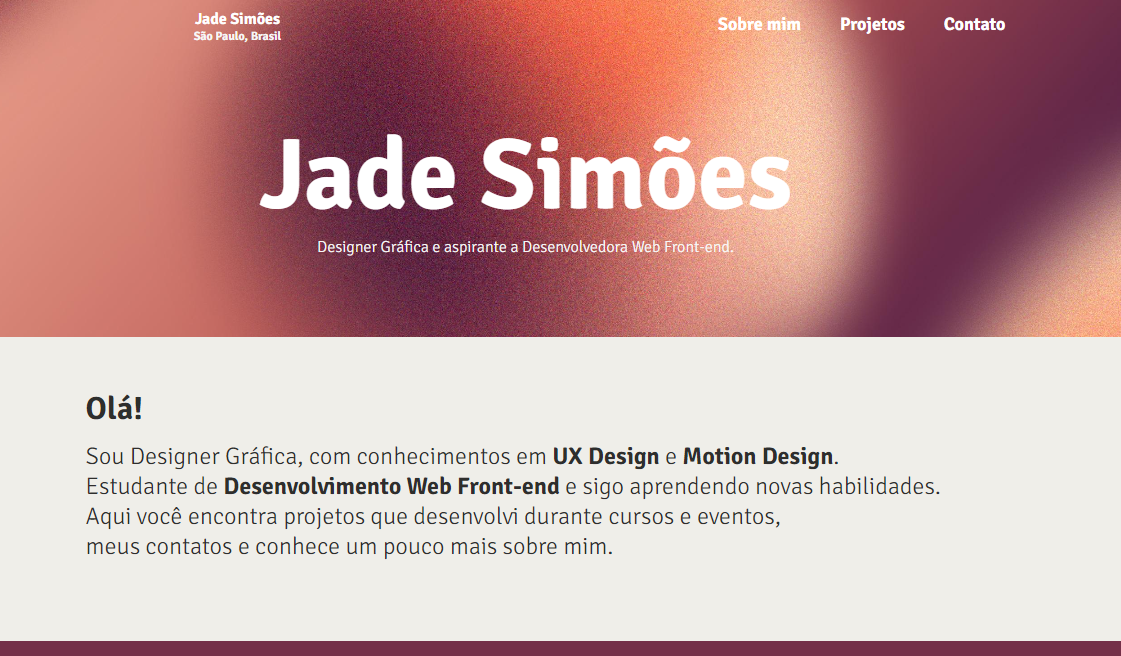 Jade Simões
São Paulo, Brasil
Sobre mim Projetos Contato
Jade Simões
Designer Gráfica e aspirante a Desenvolvedora Web Front-end.
Olá!
Sou Designer Gráfica, com conhecimentos em UX Design e Motion Design.
Estudante de Desenvolvimento Web Front-end e sigo aprendendo novas habilidades.
Aqui você encontra projetos que desenvolvi durante cursos e eventos,
meus contatos e conhece um pouco mais sobre mim.